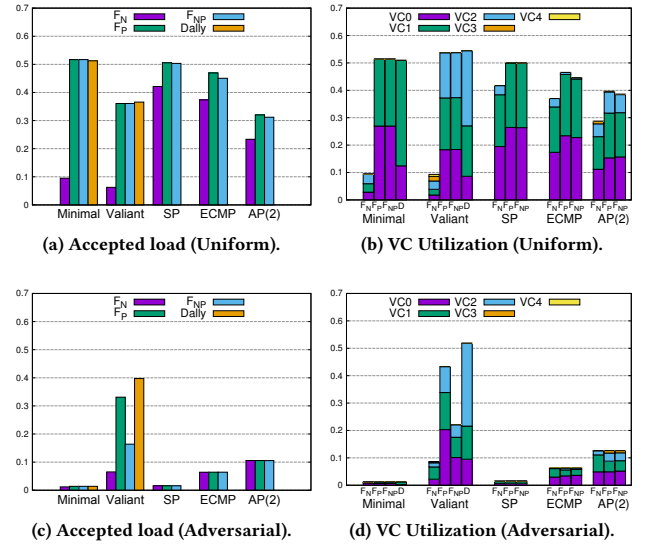 F_N F_NP
F_P Dally
0.7
0.6
0.5
0.4
0.3
0.2
0.1
0
Minimal Valiant SP ECMP AP(2)
(a) Accepted load (Uniform).
VC0 VC2 VC4
VC1 VC3
0.7
0.6
0.5
0.4
0.3
0.2
0.1
0
F_N F_P F_NP D F_N F_P F_NP D F_N F_P F_NP F_N F_P F_NP F_N F_P F_NP
Minimal Valiant SP ECMP AP(2)
(b) VC Utilization (Uniform).
F_N F_NP
F_P Dally
0.7
0.6
0.5
0.4
0.3
0.2
0.1
0
Minimal Valiant SP ECMP AP(2)
(c) Accepted load (Adversarial).
VC0 VC2 VC4
VC1 VC3
0.7
0.6
0.5
0.4
0.3
0.2
0.1
0
F_N F_P F_NP D F_N F_P F_NP D F_N F_P F_NP F_N F_P F_NP F_N F_P F_NP
Minimal Valiant SP ECMP AP(2)
(d) VC Utilization (Adversarial).